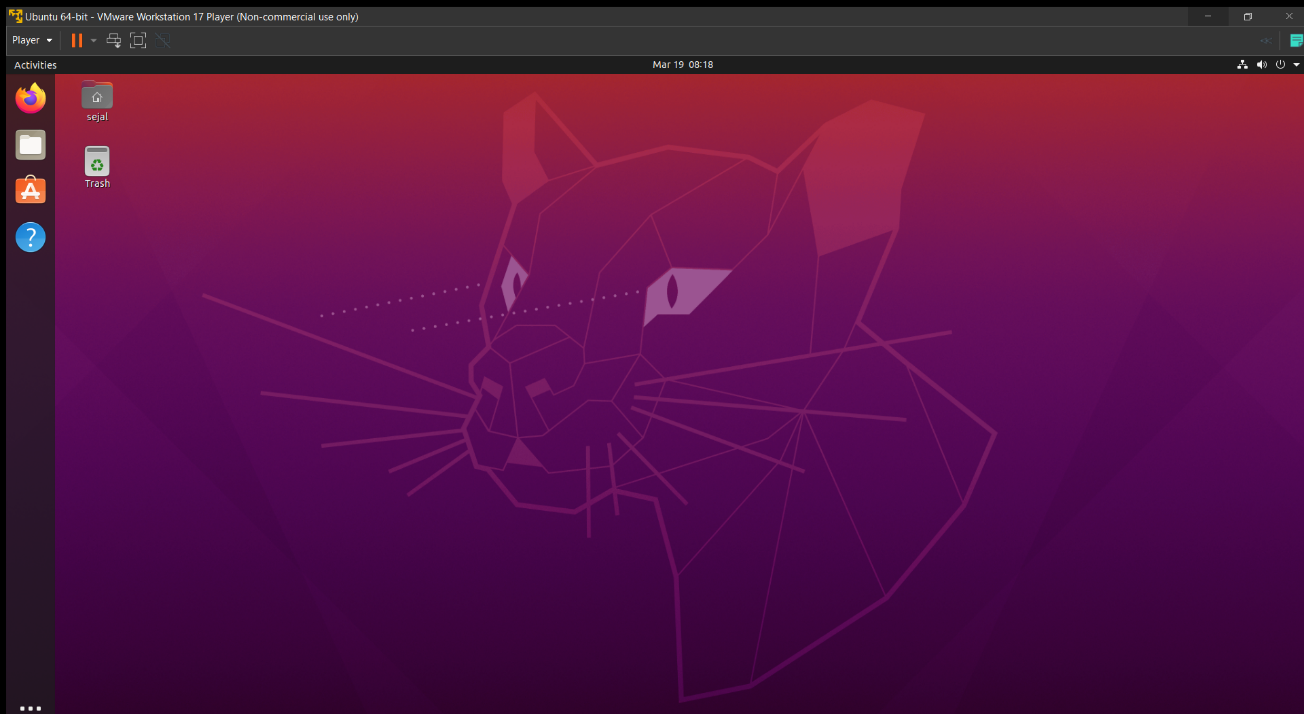 Ubuntu 64-bit - VMware Workstation 17 Player (Non-commercial use only)
Player
Activities
Mar 19 08:18
sejal
Trash